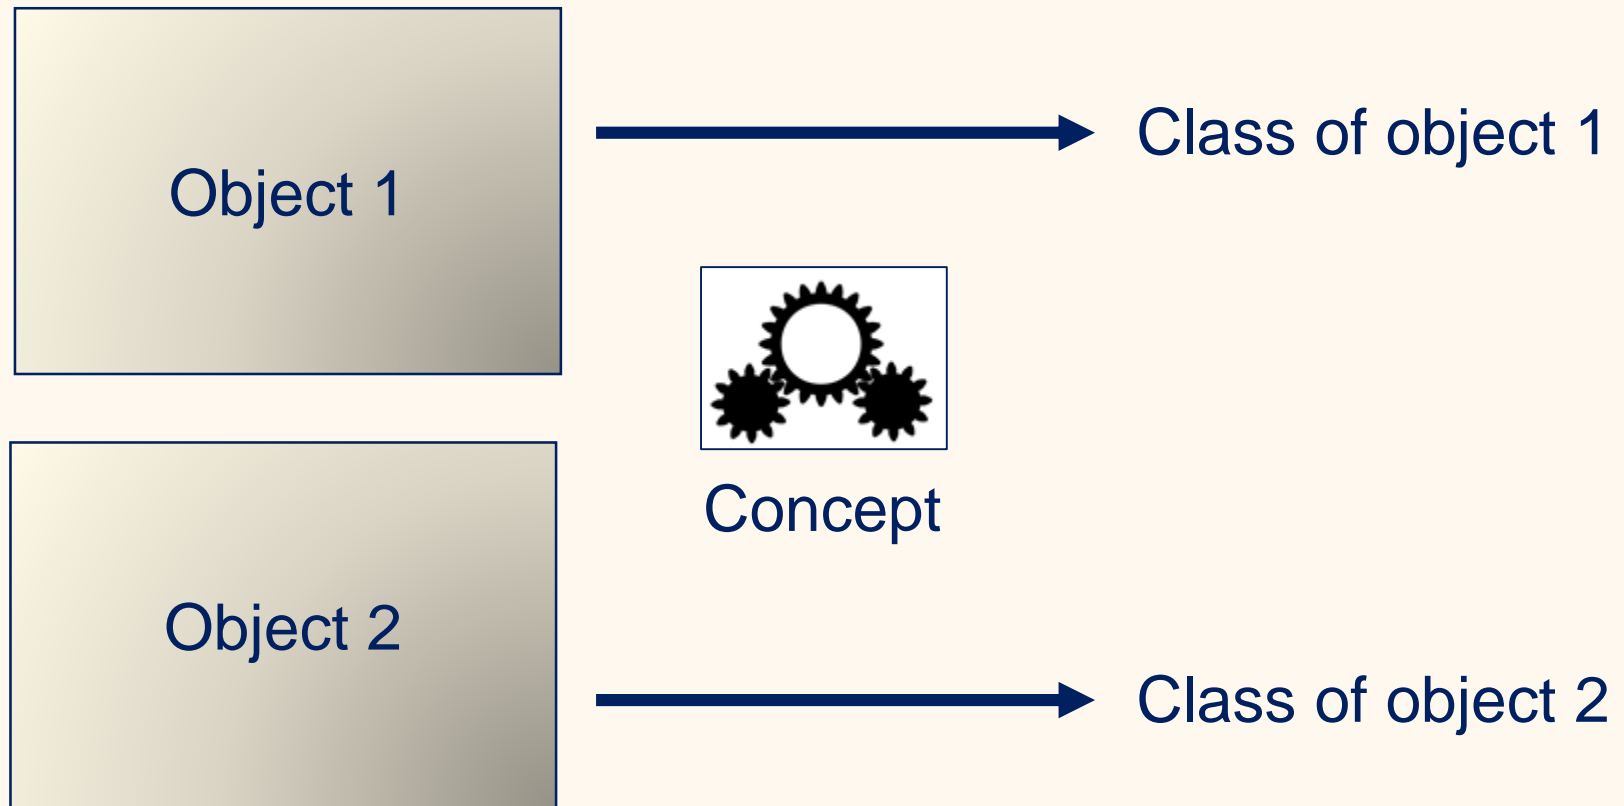 Object 1
Class of object 1
Concept
Object 2
Class of object 2